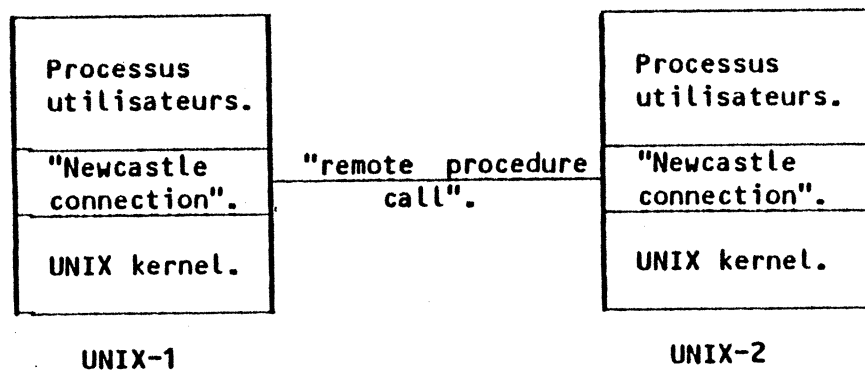 Processus
utilisateurs.
"Newcastle
connection".
UNIX kernel.
UNIX-1
"remote procedure
call".
Processus
utilisateurs.
"Newcastle
connection".
UNIX kernel.
UNIX-2